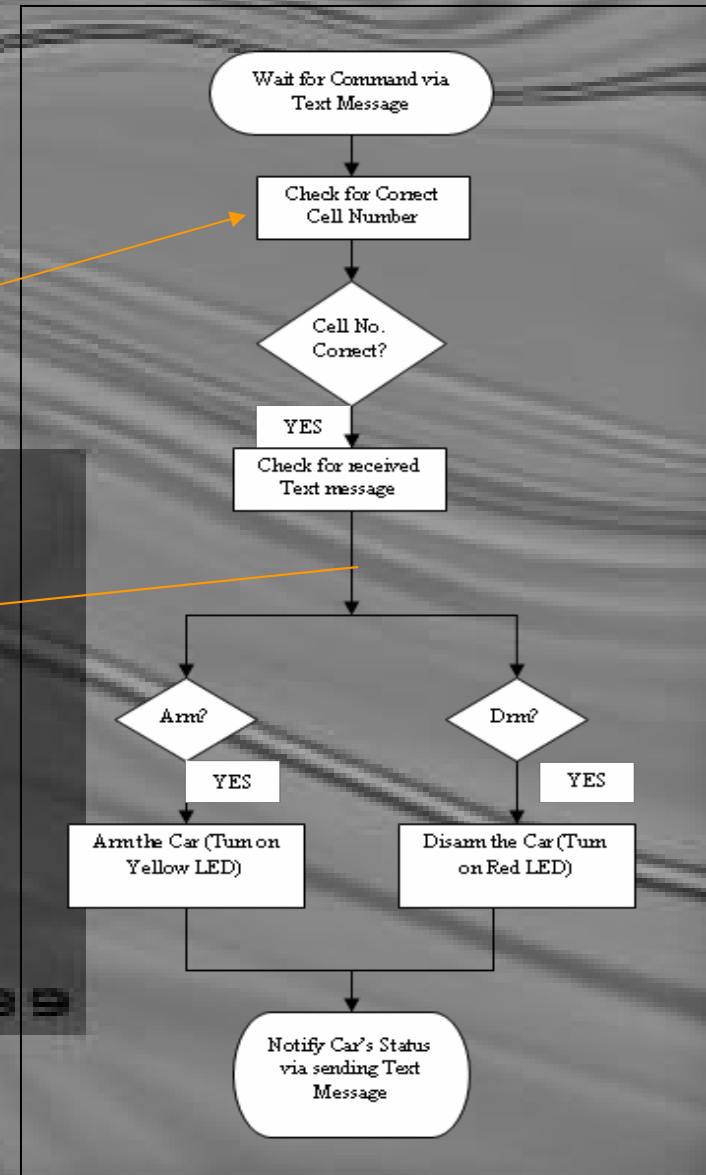 Wait for Command via
Text Message
Check for Correct
Cell Number
Cell No.
Correct?
YES
Check for received
Text message
Arm?
Drm?
YES
YES
Arm the Car (Turn on
Yellow LED)
Disarm the Car (Turn
on Red LED)
Notify Car's Status
via sending Text
Message